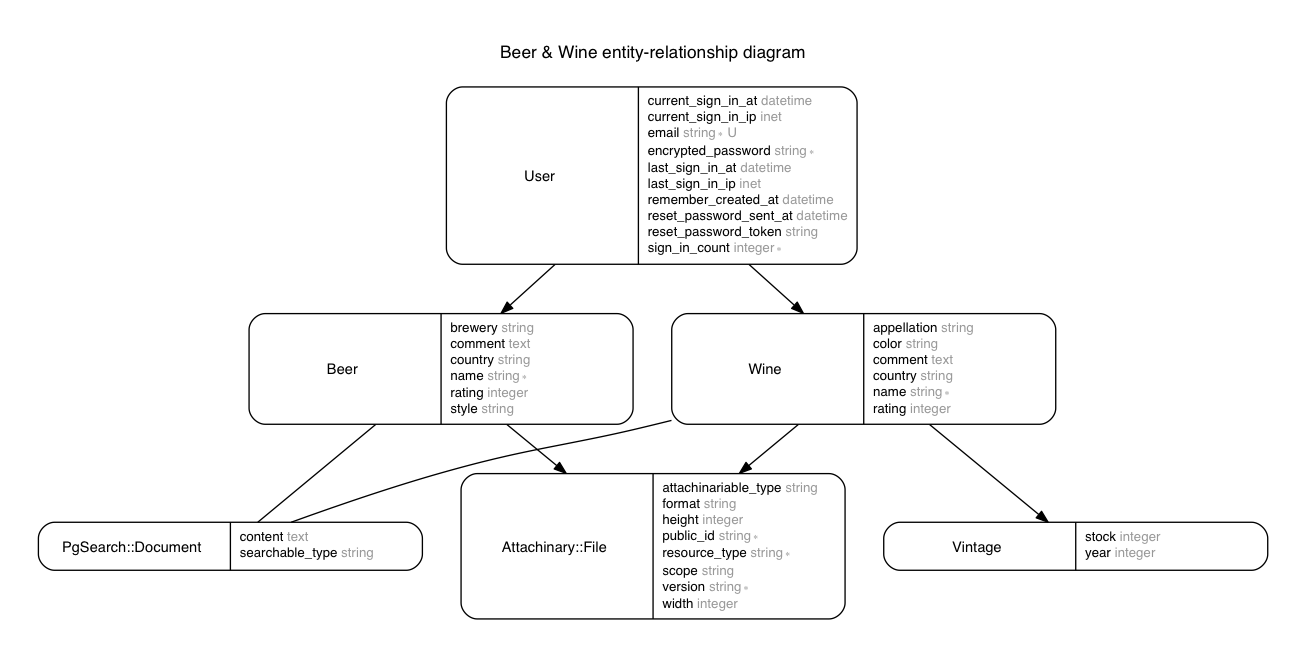 Beer & Wine entity-relationship diagram
User
current_sign_in_at datetime
current_sign_in_ip inet
email string * U
encrypted_password string *
last_sign_in_at datetime
last_sign_in_ip inet
remember_created_at datetime
reset_password_sent_at datetime
reset_password_token string
sign_in_count integer *
Beer
brewery string
comment text
country string
name string *
rating integer
style string
Wine
appellation string
color string
comment text
country string
name string *
rating integer
PgSearch::Document
content text
searchable_type string
Attachinary::File
attachinariable_type string
format string
height integer
public_id string *
resource_type string *
scope string
version string *
width integer
Vintage
stock integer
year integer